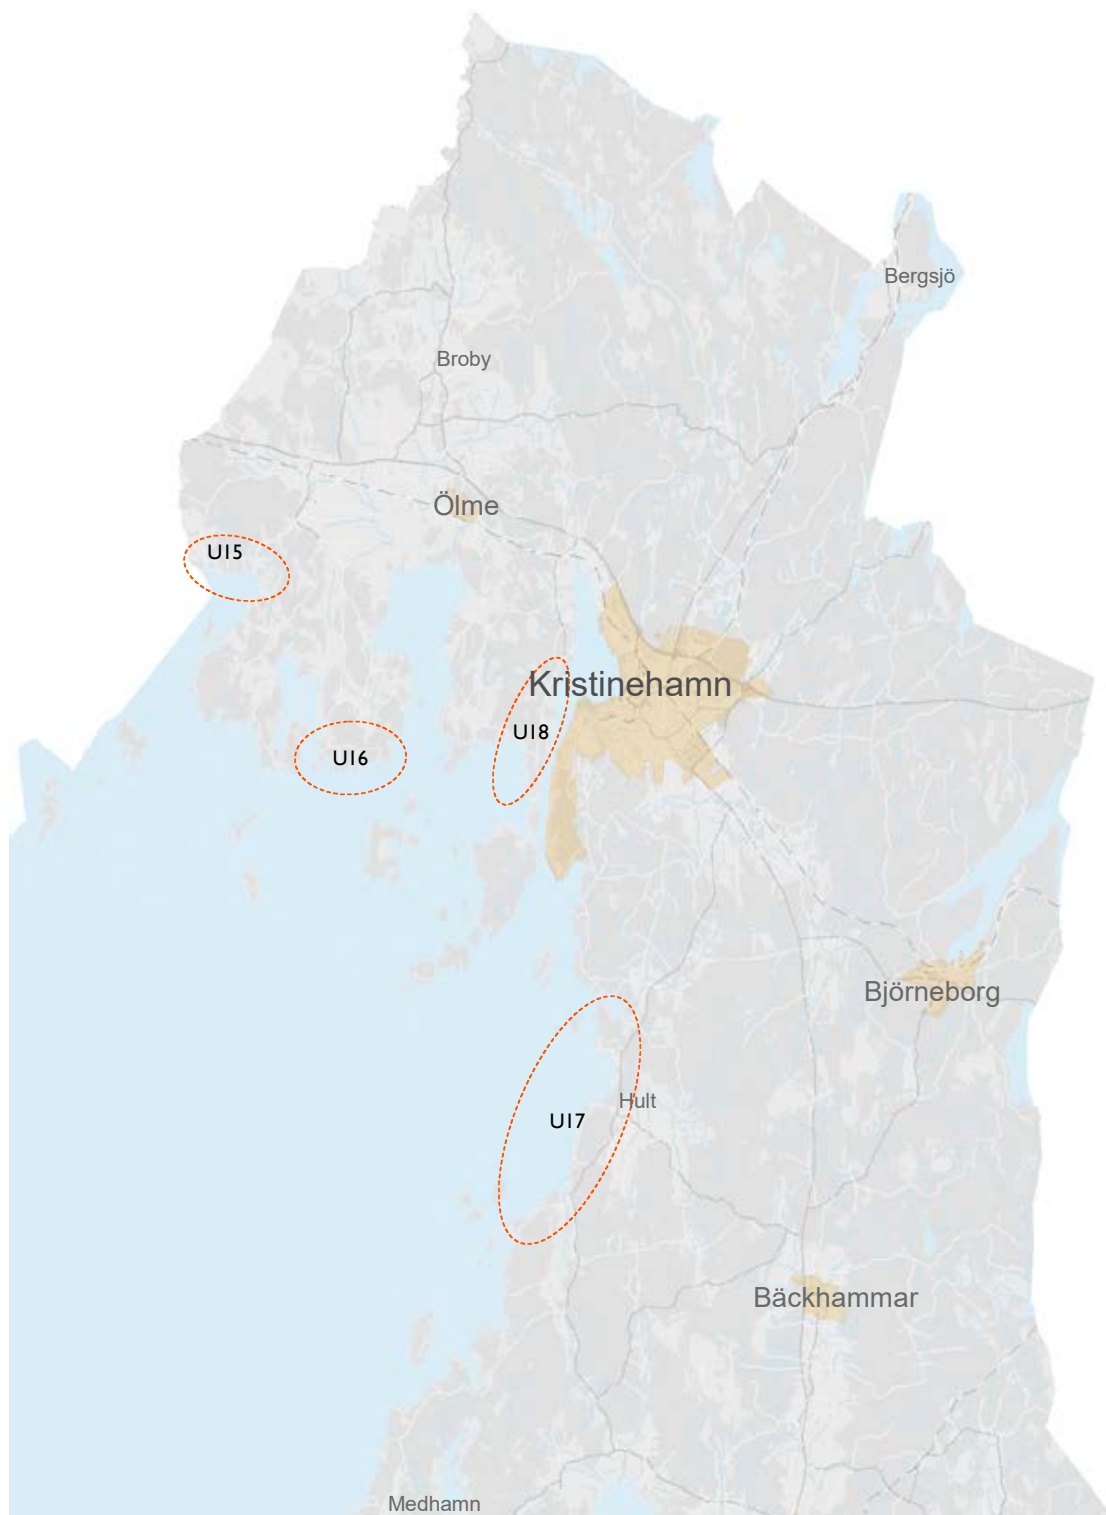 Bergsjö
Broby
Ölme
U15
Kristinehamn
U18
U16
Björneborg
Hult
U17
Bäckhammar
Medhamn